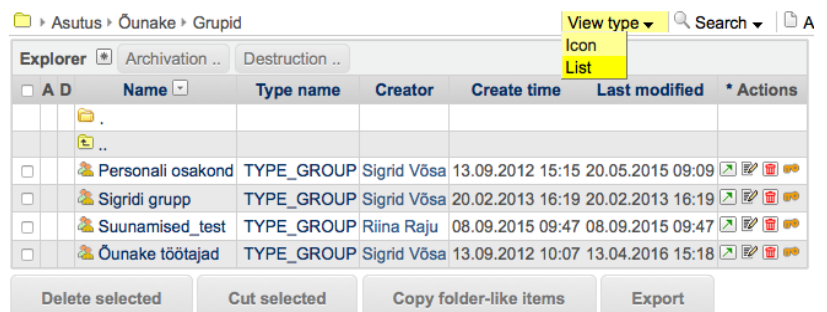 Asutus Õunake Grupid View type Search A
Icon
List
Explorer * Archivation .. Destruction ..
A D Name Type name Creator Create time Last modified * Actions
.
..
Personali osakond TYPE_GROUP Sigrid Võsa 13.09.2012 15:15 20.05.2015 09:09
Sigridi grupp TYPE_GROUP Sigrid Võsa 20.02.2013 16:19 20.02.2013 16:19
Suunamised_test TYPE_GROUP Riina Raju 08.09.2015 09:47 08.09.2015 09:47
Õunake töötajad TYPE_GROUP Sigrid Võsa 13.09.2012 10:07 13.04.2016 15:18
Delete selected Cut selected Copy folder-like items Export